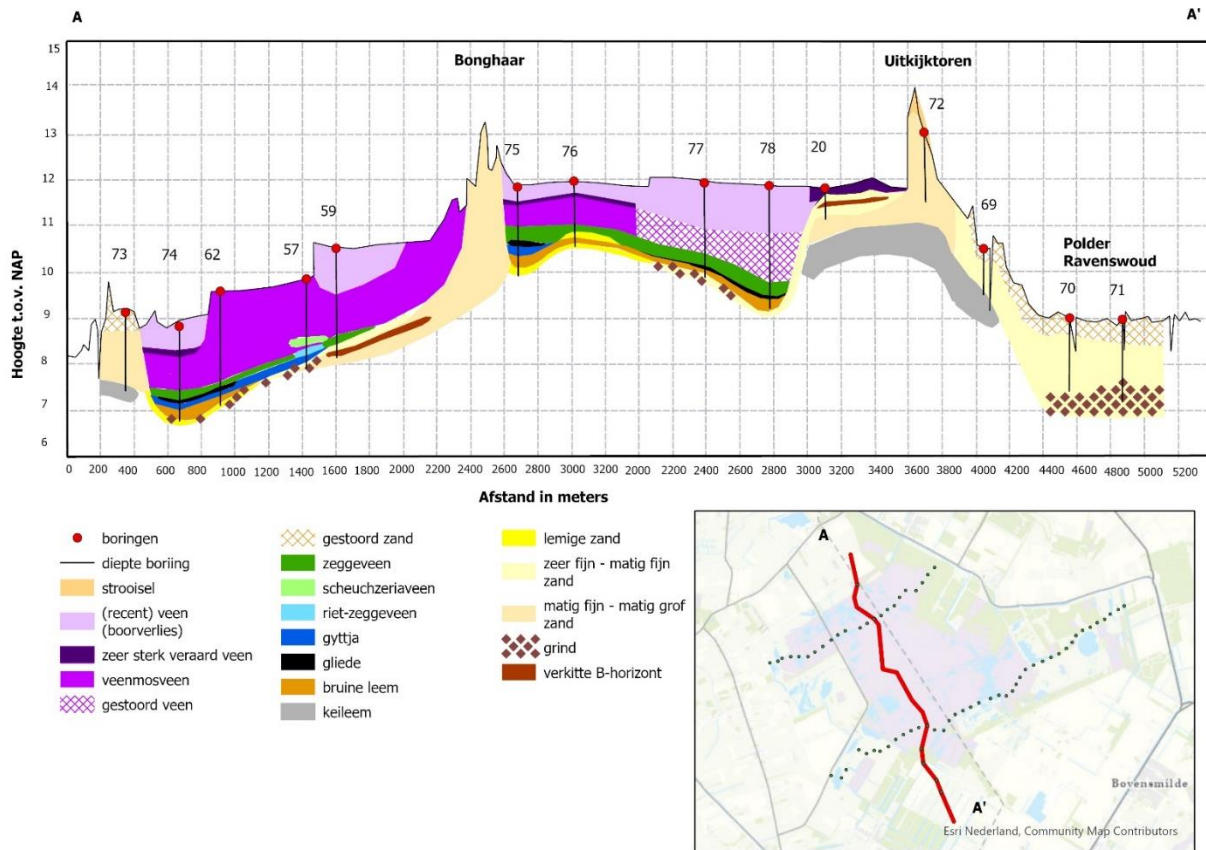 A
A'
15
14
13
12
11
10
9
8
7
6
Hoogte t.o.v. NAP
Bonghaar
Uitkijktoren
Polder
Ravenswoud
73
74
62
57
59
75
76
77
78
20
72
69
70
71
0 200 400 600 800 1000 1200 1400 1600 1800 2000 2200 2400 2600 2800 3000 2000 2200 2400 2600 2800 3000 3200 3400 3600 3800 4000 4200 4400 4600 4800 5000 5200
Afstand in meters
boringen
diepte boriing
strooisel
(recent) veen
(boorverlies)
zeer sterk veraard veen
veenmosveen
gestoord veen
gestoord zand
zeggeveen
scheuchzeriaveen
riet-zeggeveen
gyttja
gliede
bruine leem
keileem
lemige zand
zeer fijn - matig fijn
zand
matig fijn - matig grof
zand
grind
verkitte B-horizont
A
A'
Bovensmilde
Esri Nederland, Community Map Contributors